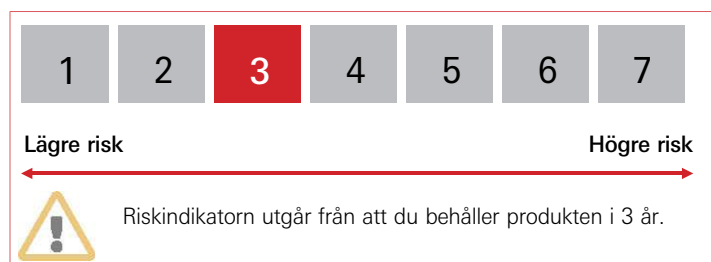 1 2 3 4 5 6 7
Lägre risk Högre risk
Riskindikatorn utgår från att du behåller produkten i 3 år.